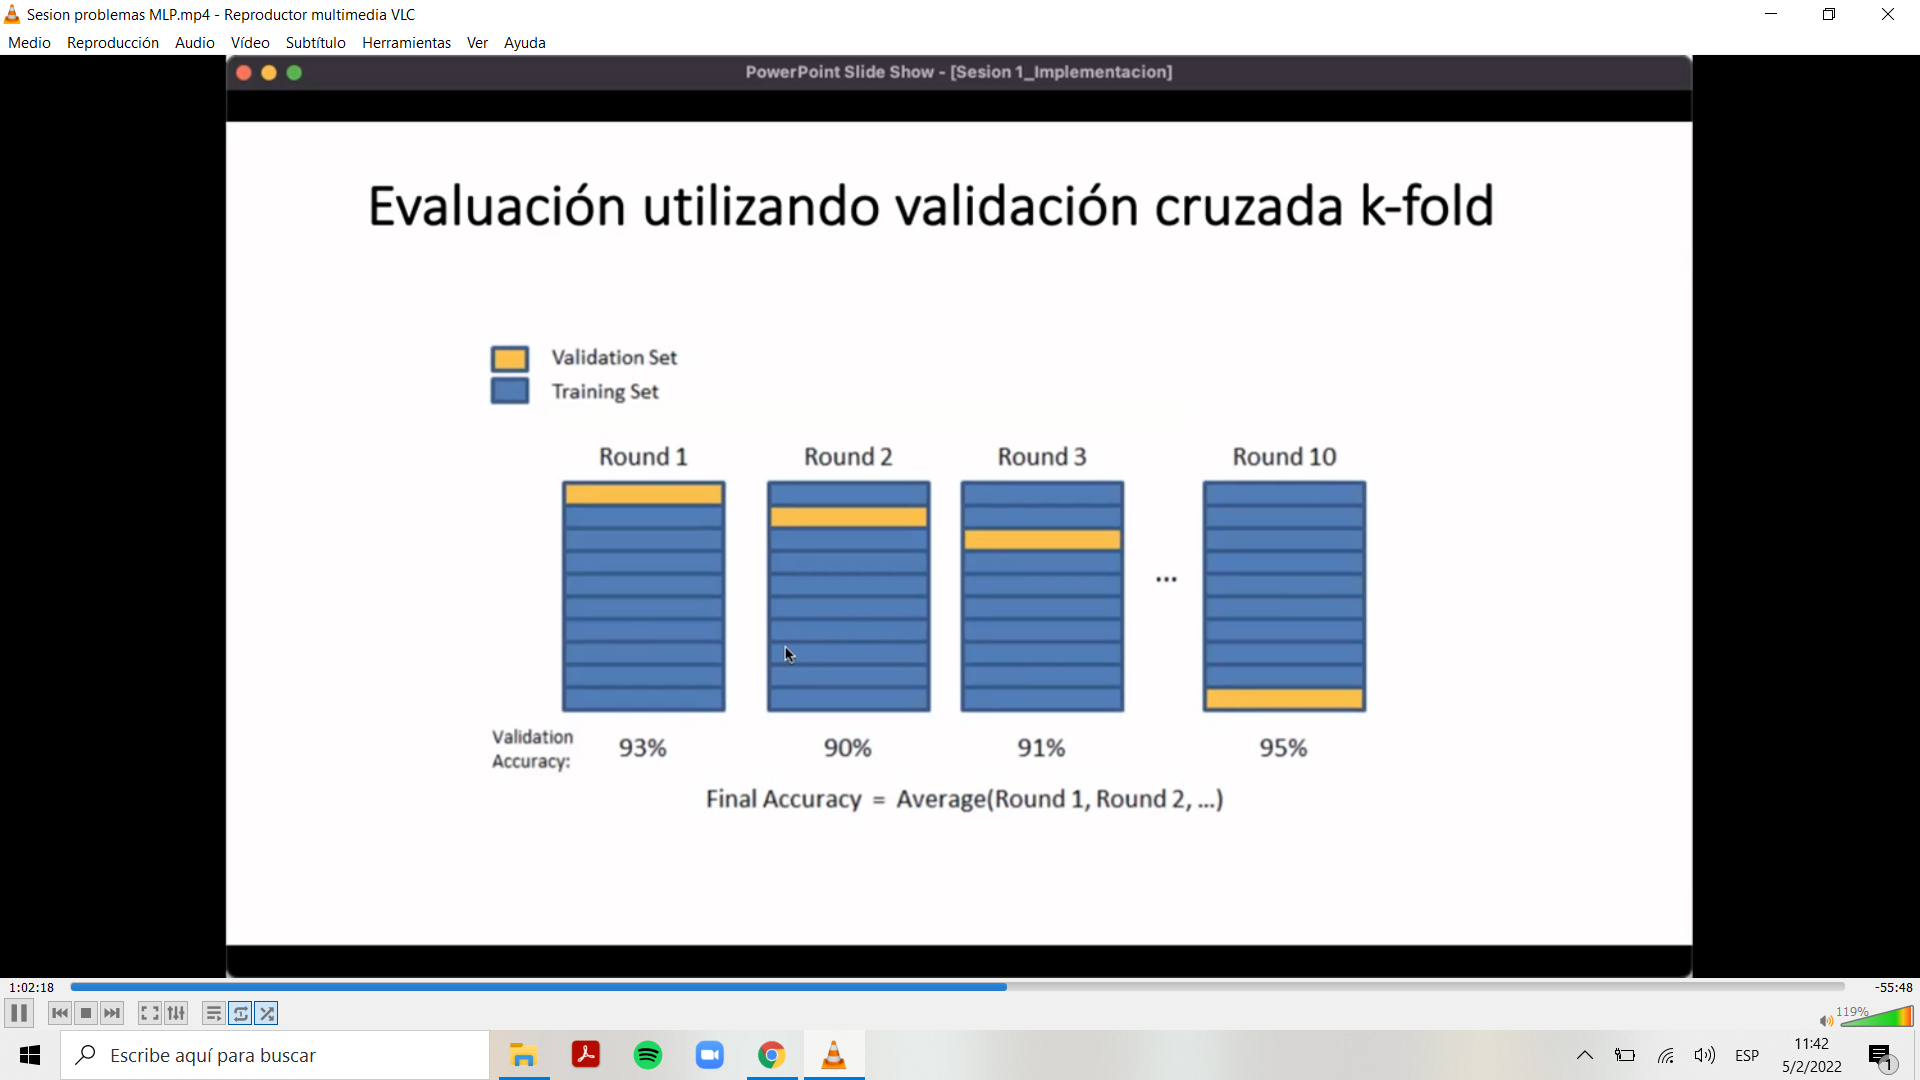 Sesion problemas MLP.mp4 - Reproductor multimedia VLC
Medio Reproducción Audio Vídeo Subtítulo Herramientas Ver Ayuda
PowerPoint Slide Show - [Sesion 1_Implementacion]
Evaluación utilizando validación cruzada k-fold
Validation Set
Training Set
Round 1 Round 2 Round 3 Round 10
...
Validation Accuracy: 93% 90% 91% 95%
Final Accuracy = Average(Round 1, Round 2, ...)
1:02:18 -55:48
119%
Escribe aquí para buscar
ESP
11:42
5/2/2022
1